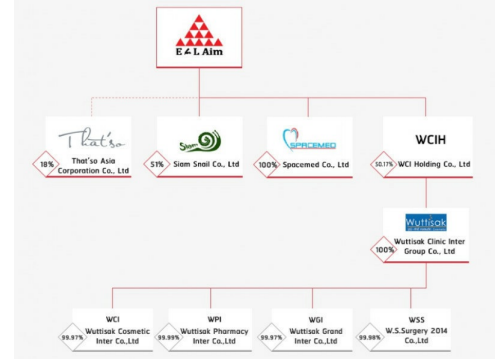 E & L Aim
That'so
18%
That'so Asia
Corporation Co., Ltd
Siam
51%
Siam Snail Co., Ltd
SPACEMED
100%
Spacemed Co., Ltd
WCIH
50.17%
WCI Holding Co., Ltd
Wuttisak
100%
Wuttisak Clinic Inter
Group Co., Ltd
WCI
99.97%
Wuttisak Cosmetic
Inter Co.,Ltd
WPI
99.99%
Wuttisak Pharmacy
Inter Co.,Ltd
WGI
99.97%
Wuttisak Grand
Inter Co.,Ltd
WSS
99.98%
W.S.Surgery 2014
Co.,Ltd